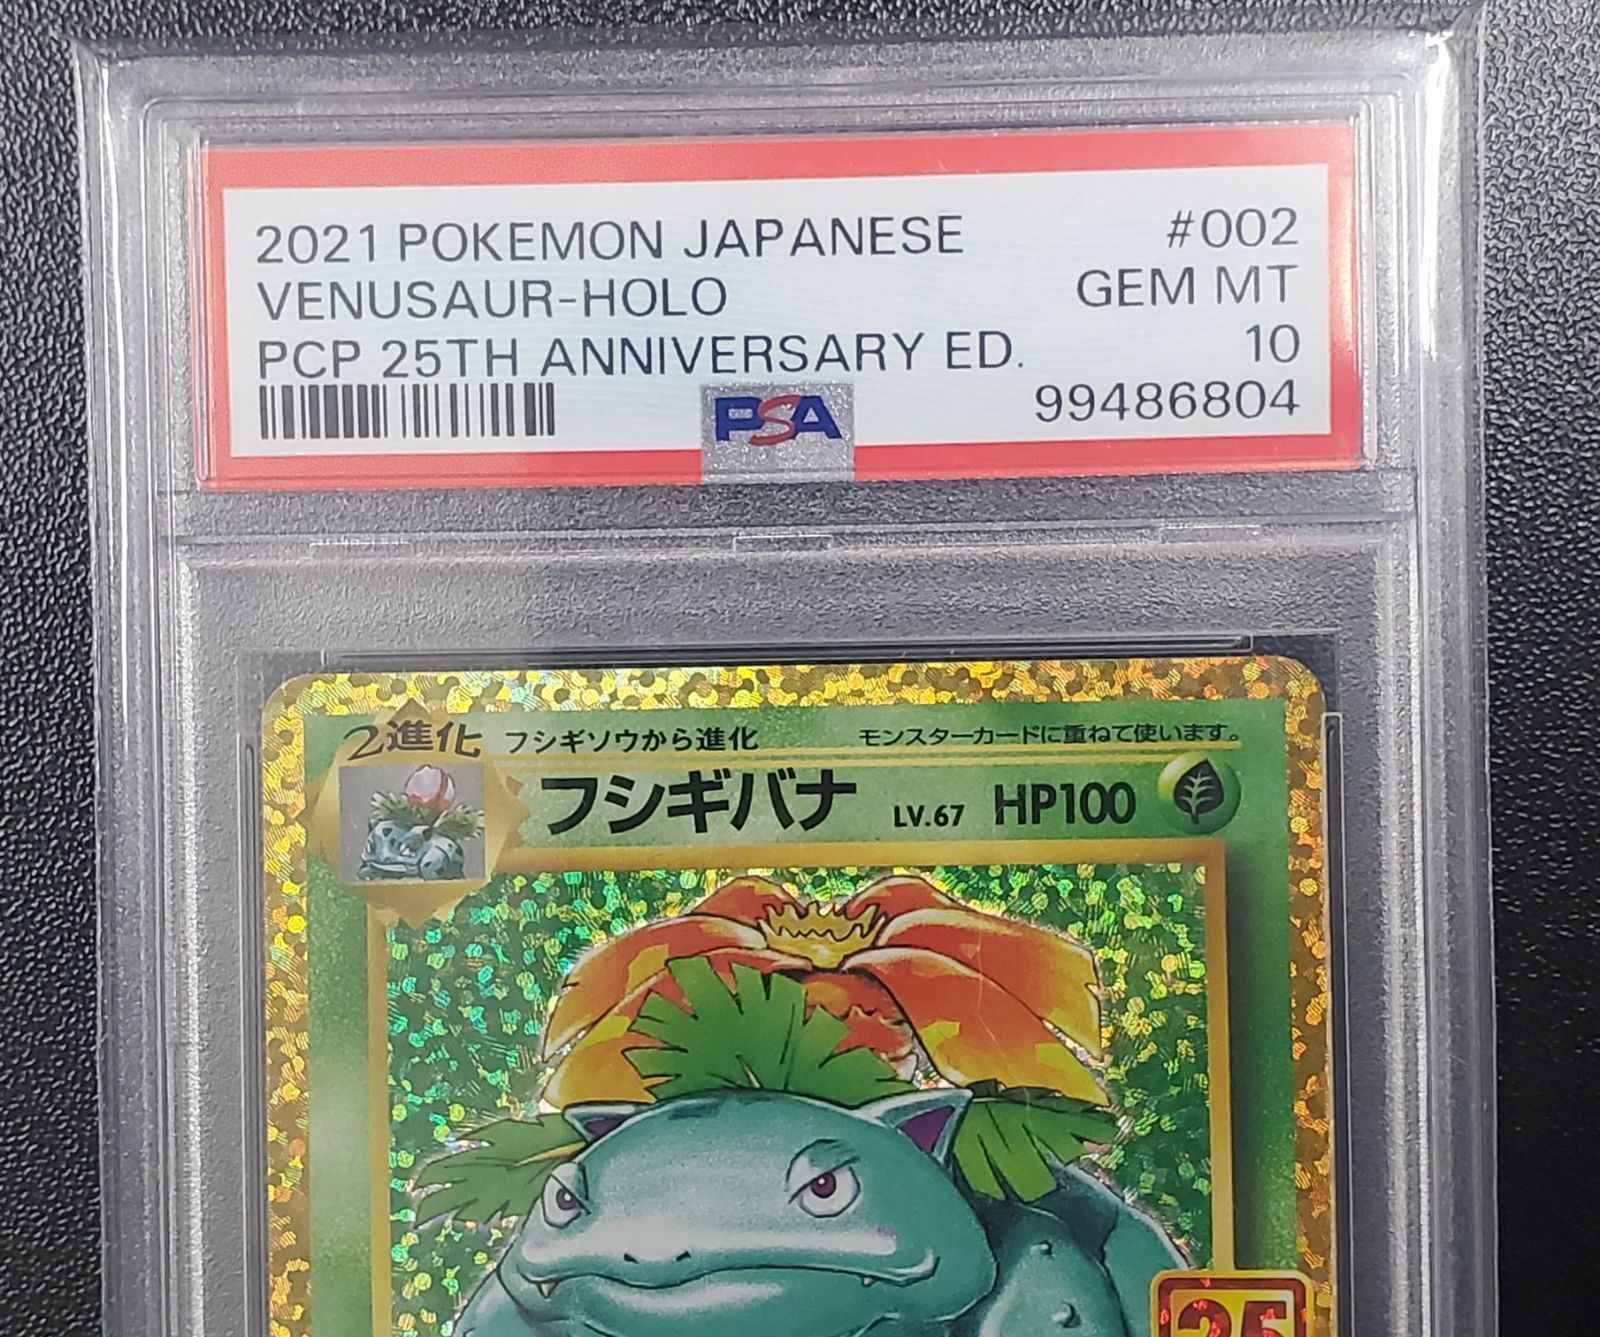 2021 POKEMON JAPANESE #002
VENUSAUR-HOLO GEM MT
PCP 25TH ANNIVERSARY ED. 10
PSA 99486804
2進化 フシギソウから進化 モンスターカードに重ねて使います。
フシギバナ LV.67 HP100
25